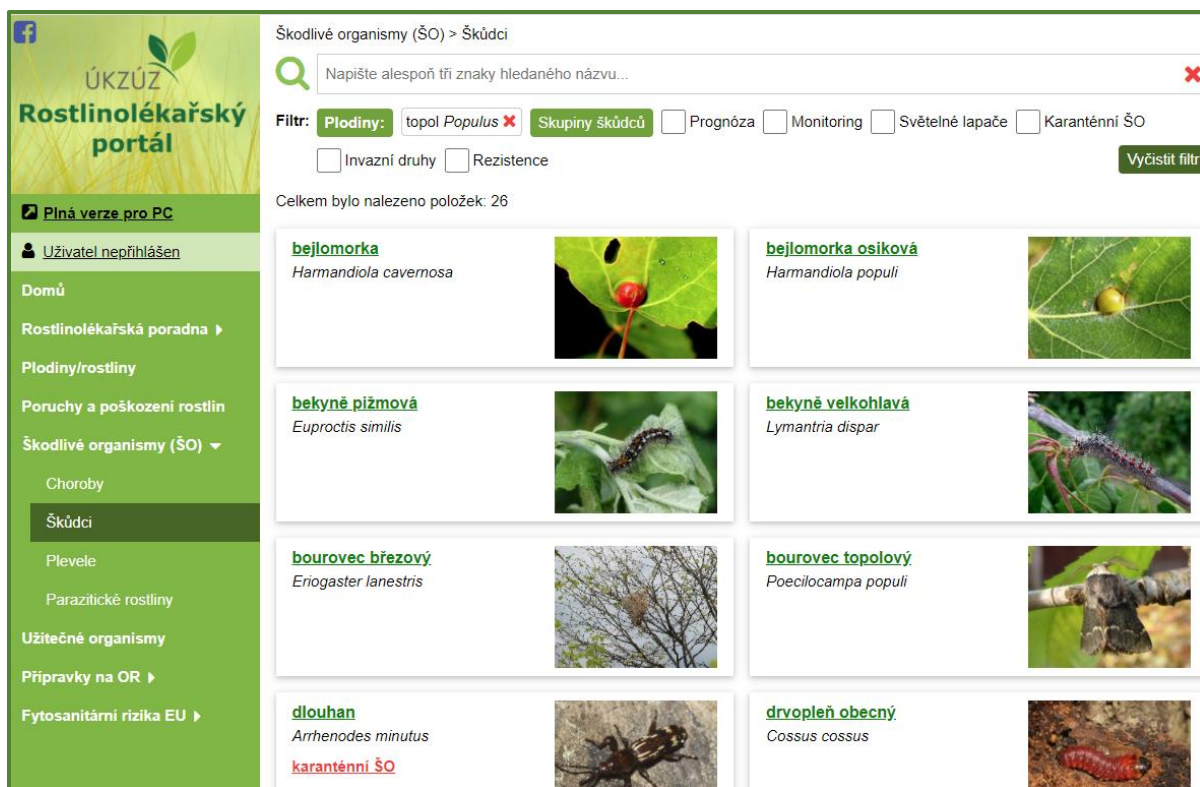 ÚKZÚZ
Rostlinolékařský
portál
Plná verze pro PC
Uživatel nepřihlášen
Domů
Rostlinolékařská poradna
Plodiny/rostliny
Poruchy a poškození rostlin
Škodlivé organismy (ŠO)
Choroby
Škůdci
Plevele
Parazitické rostliny
Užitečné organismy
Přípravky na OR
Fytosanitární rizika EU
Škodlivé organismy (ŠO) > Škůdci
Napište alespoň tři znaky hledaného názvu...
Filtr: Plodiny: topol Populus Skupiny škůdců Prognóza Monitoring Světelné lapače Karanténní ŠO
Invazní druhy Rezistence Vyčistit filtr
Celkem bylo nalezeno položek: 26
bejlomorka
Harmandiola cavernosa
bejlomorka osiková
Harmandiola populi
bekyně pižmová
Euproctis similis
bekyně velkohlavá
Lymantria dispar
bourovec březový
Eriogaster lanestris
bourovec topolový
Poecilocampa populi
dlouhan
Arrhenodes minutus
karanténní ŠO
drvopleň obecný
Cossus cossus